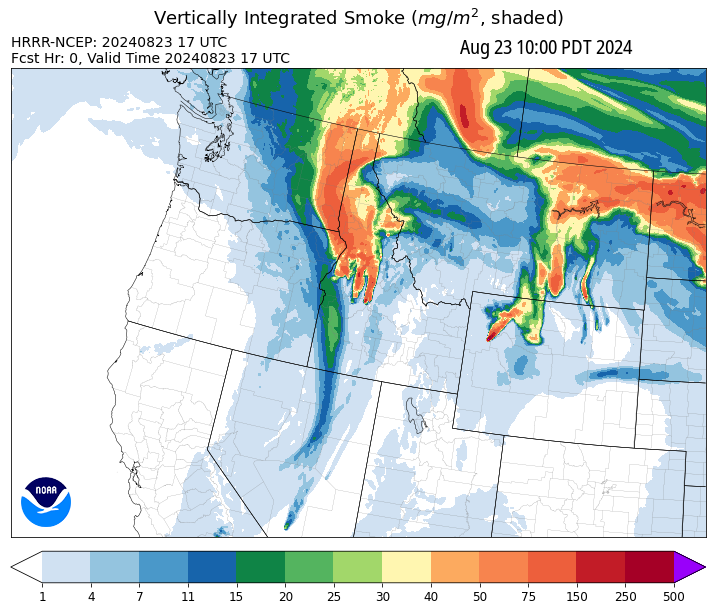 Vertically Integrated Smoke (mg/m², shaded)
HRRR-NCEP: 20240823 17 UTC
Aug 23 10:00 PDT 2024
Fcst Hr: 0, Valid Time 20240823 17 UTC
NOAA
1 4 7 11 15 20 25 30 40 50 75 150 250 500